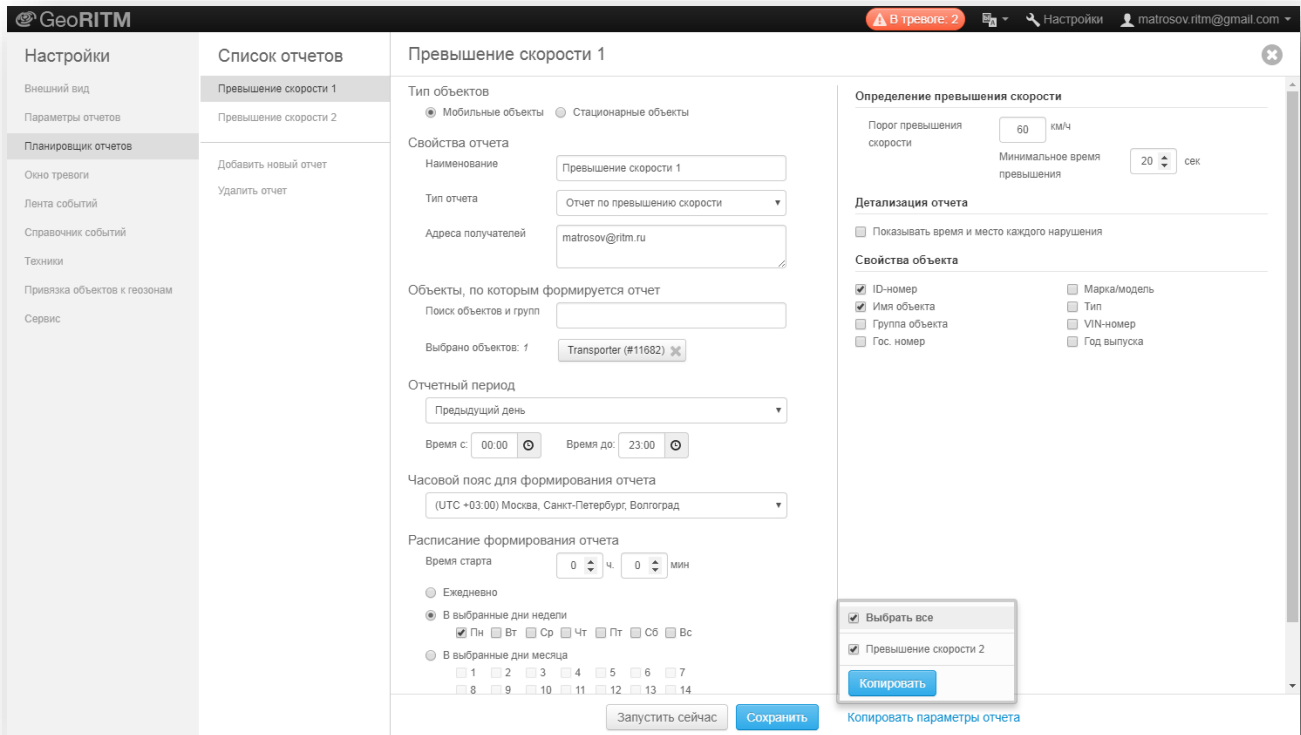 GeoRITM
В тревоге: 2
Настройки
matrosov.ritm@gmail.com
Настройки
Внешний вид
Параметры отчетов
Планировщик отчетов
Окно тревоги
Лента событий
Справочник событий
Техники
Привязка объектов к геозонам
Сервис
Список отчетов
Превышение скорости 1
Превышение скорости 2
Добавить новый отчет
Удалить отчет
Превышение скорости 1
Тип объектов
Мобильные объекты Стационарные объекты
Свойства отчета
Наименование Превышение скорости 1
Тип отчета Отчет по превышению скорости
Адреса получателей matrosov@ritm.ru
Объекты, по которым формируется отчет
Поиск объектов и групп
Выбрано объектов: 1 Transporter (#11682)
Отчетный период
Предыдущий день
Время с: 00:00 Время до: 23:00
Часовой пояс для формирования отчета
(UTC +03:00) Москва, Санкт-Петербург, Волгоград
Расписание формирования отчета
Время старта 0 ч. 0 мин
Ежедневно
В выбранные дни недели
Пн Вт Ср Чт Пт Сб Вс
В выбранные дни месяца
1 2 3 4 5 6 7
8 9 10 11 12 13 14
Определение превышения скорости
Порог превышения
скорости
60 км/ч
Минимальное время
превышения
20 сек
Детализация отчета
Показывать время и место каждого нарушения
Свойства объекта
ID-номер Марка/модель
Имя объекта Тип
Группа объекта VIN-номер
Гос. номер Год выпуска
Выбрать все
Превышение скорости 2
Копировать
Запустить сейчас Сохранить Копировать параметры отчета